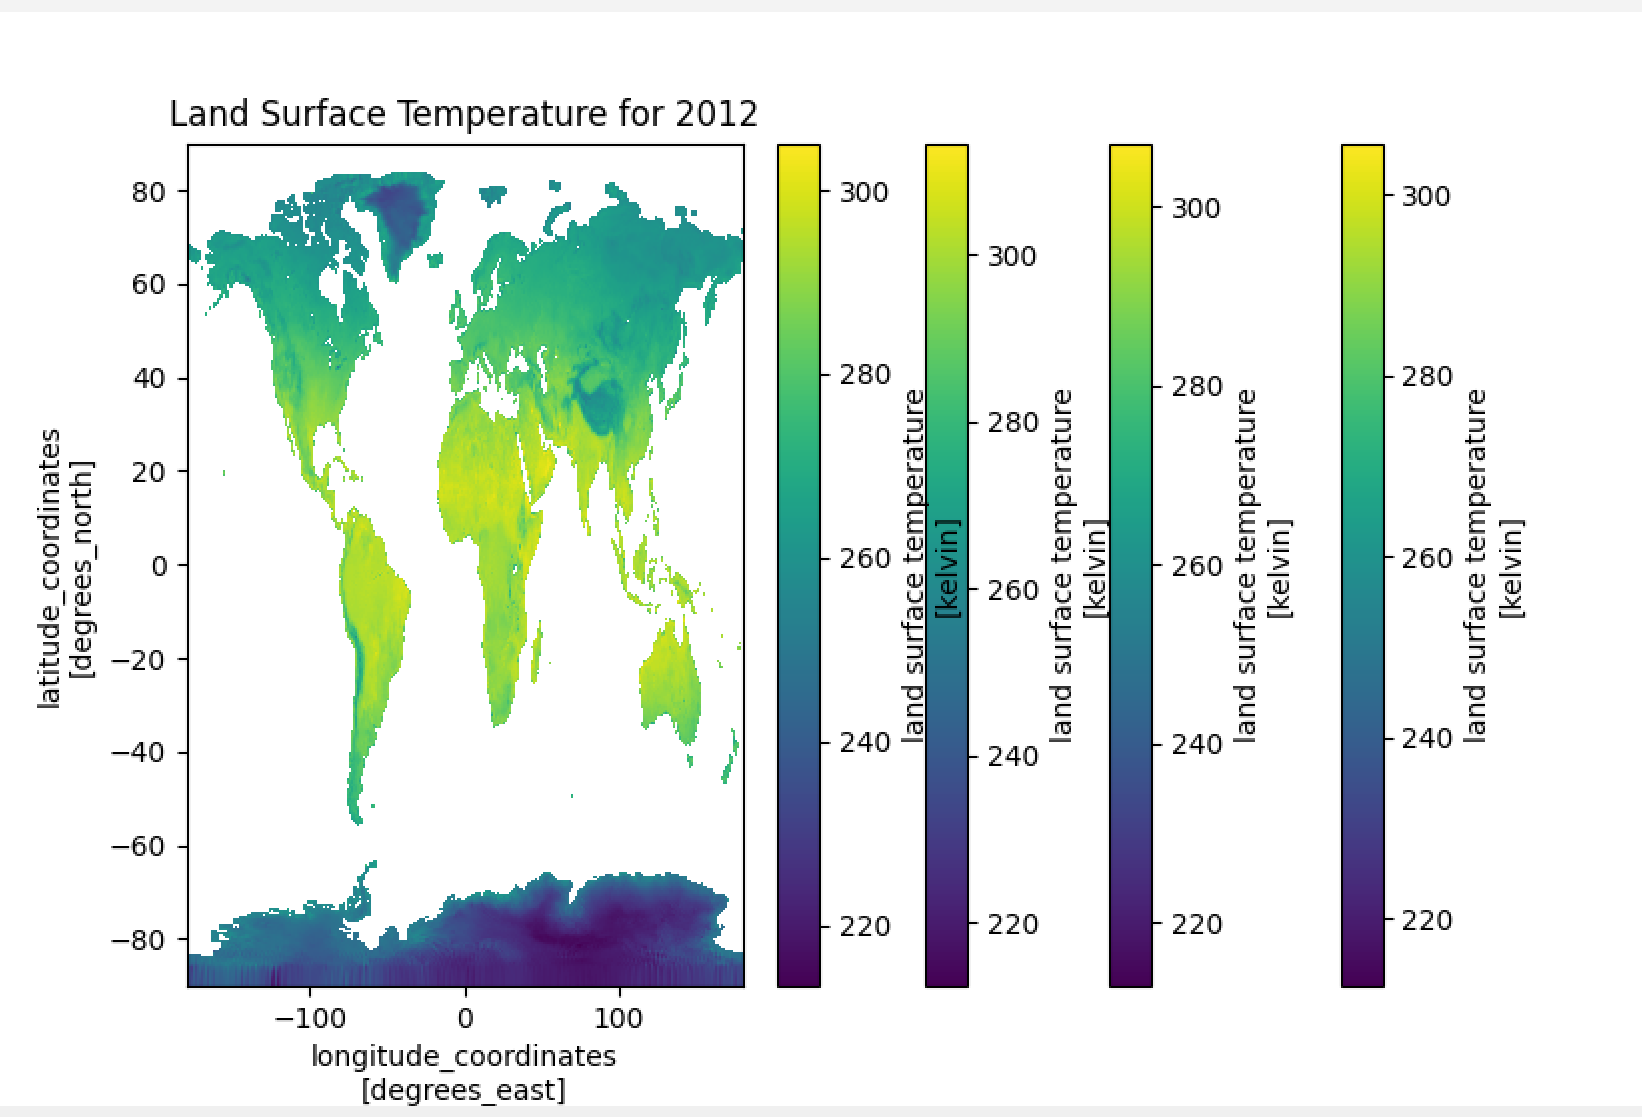 Land Surface Temperature for 2012
80
60
40
20
0
−20
−40
−60
−80
latitude_coordinates
[degrees_north]
−100
0
100
longitude_coordinates
[degrees_east]
300
280
260
240
220
land surface temperature
[kelvin]
300
280
260
240
220
land surface temperature
[kelvin]
300
280
260
240
220
land surface temperature
[kelvin]
300
280
260
240
220
land surface temperature
[kelvin]